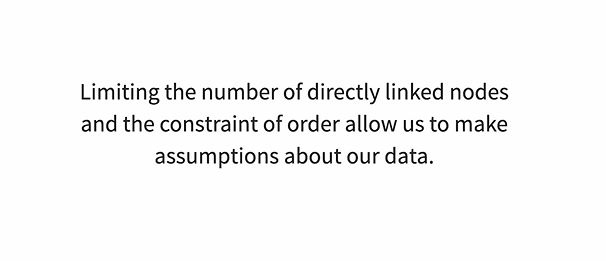 Limiting the number of directly linked nodes
and the constraint of order allow us to make
assumptions about our data.